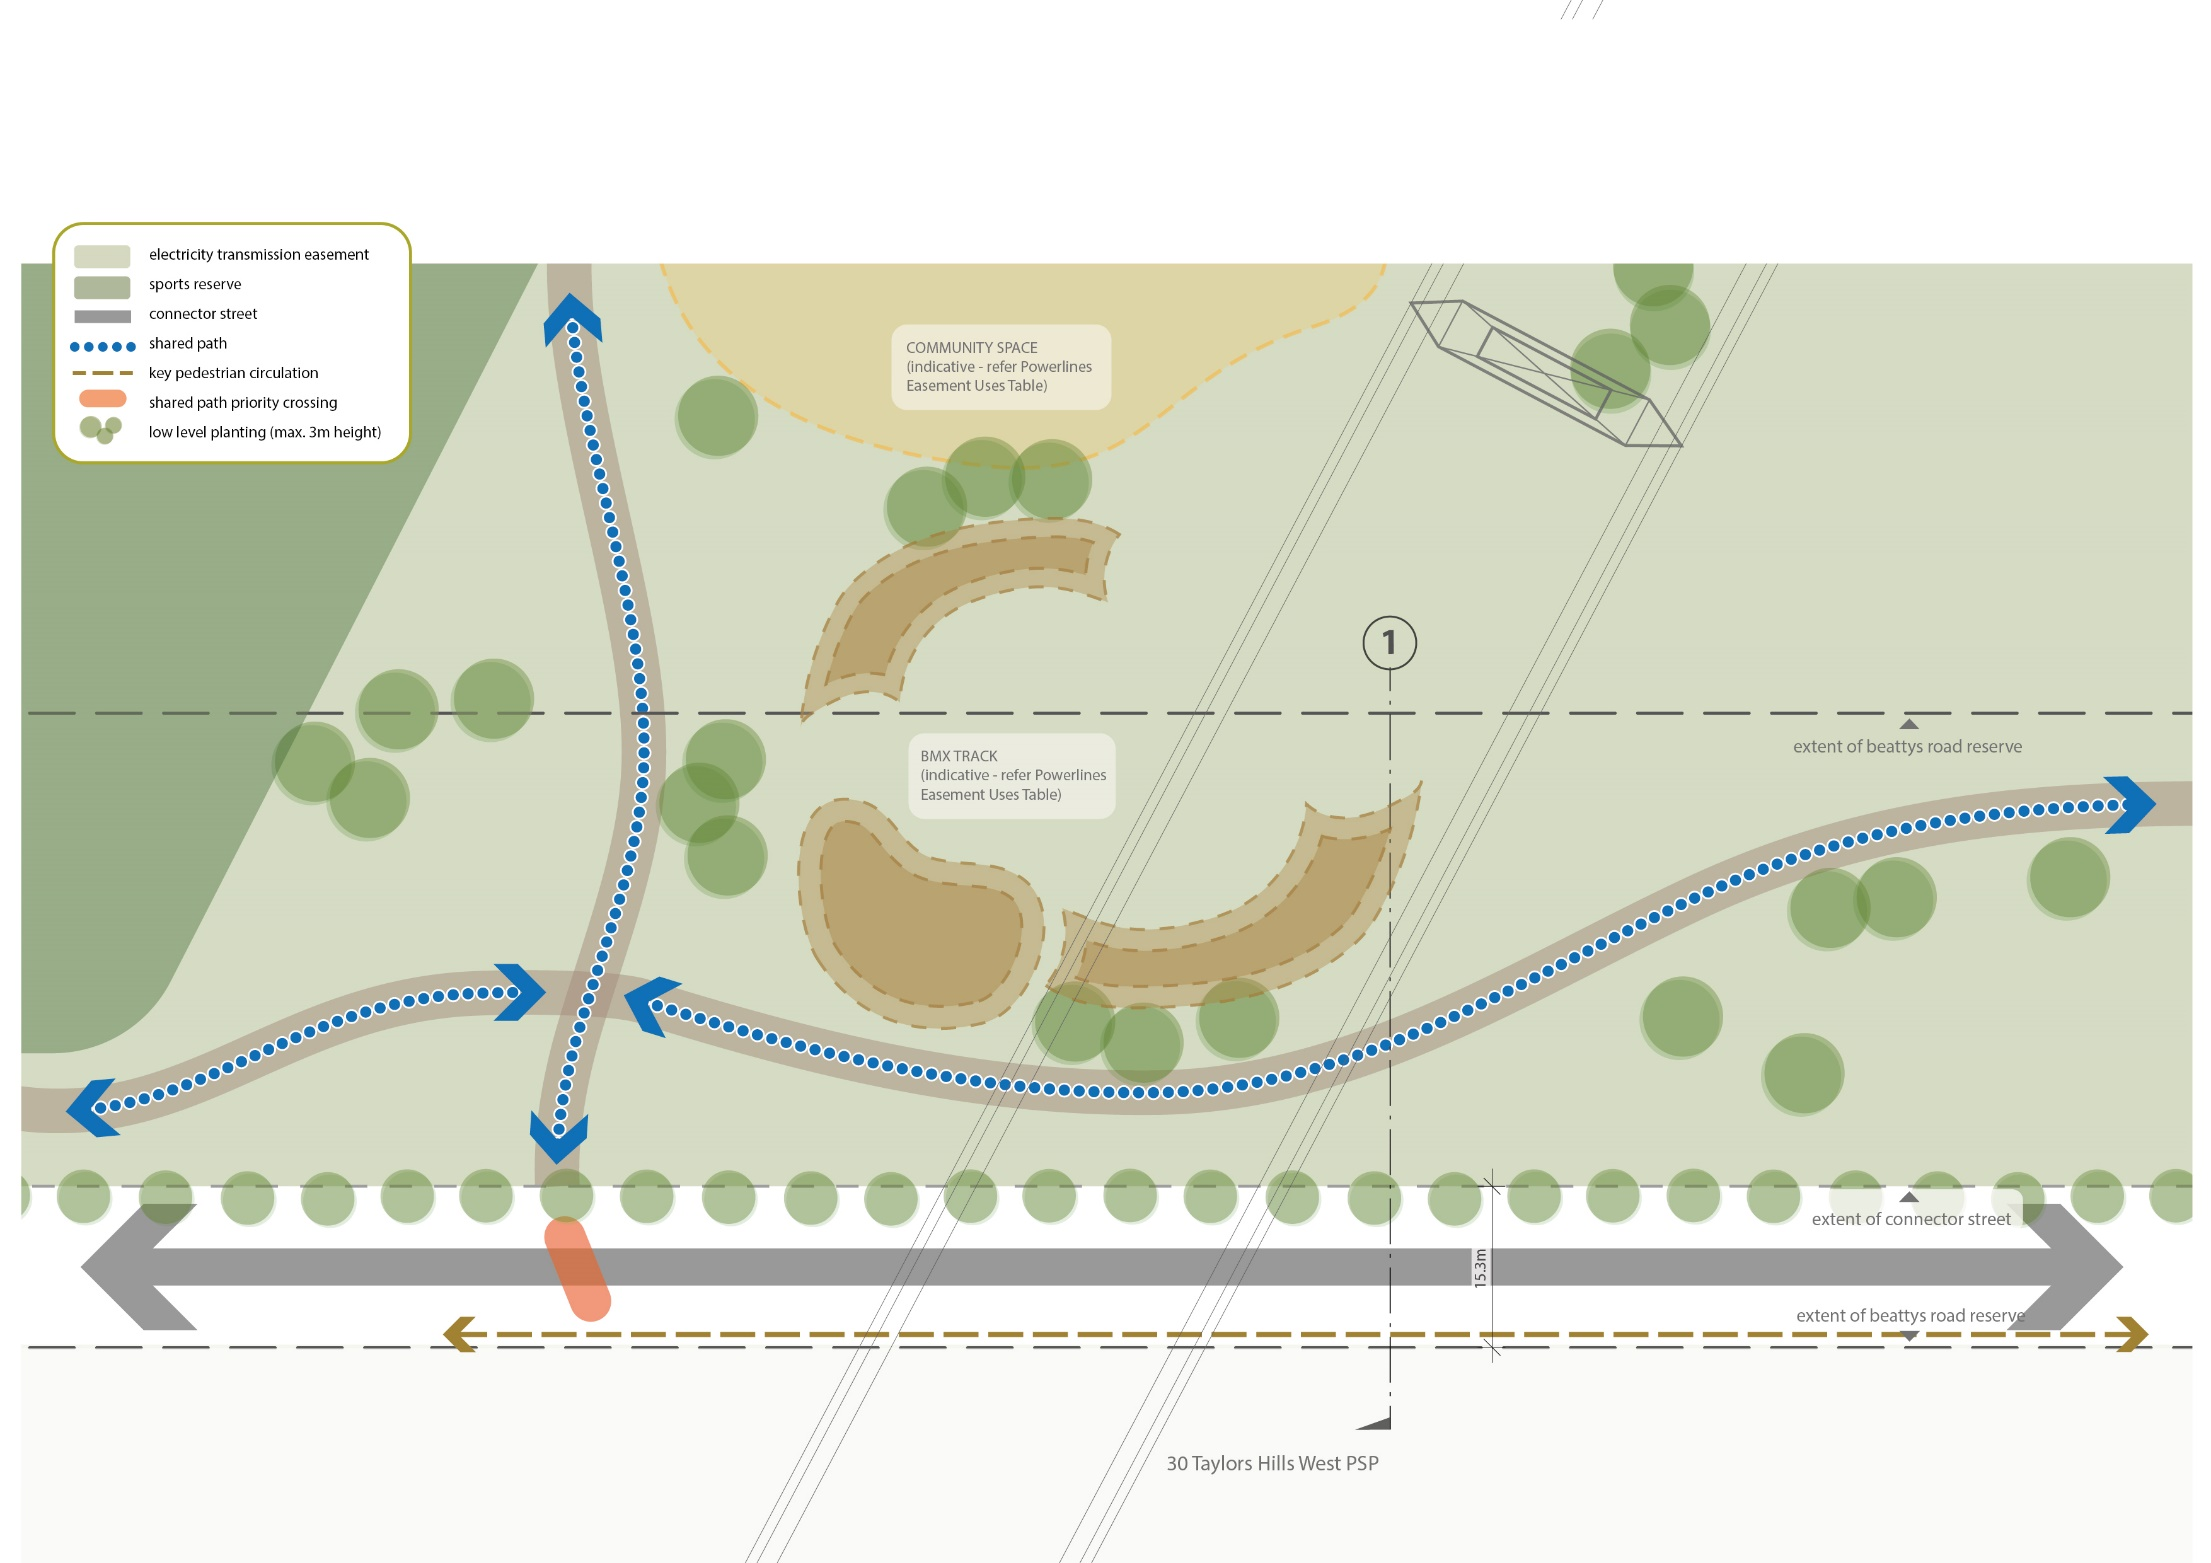 electricity transmission easement
sports reserve
connector street
shared path
key pedestrian circulation
shared path priority crossing
low level planting (max. 3m height)
COMMUNITY SPACE
(indicative - refer Powerlines
Easement Uses Table)
1
extent of beattys road reserve
BMX TRACK
(indicative - refer Powerlines
Easement Uses Table)
extent of connector street
15.3m
extent of beattys road reserve
30 Taylors Hills West PSP